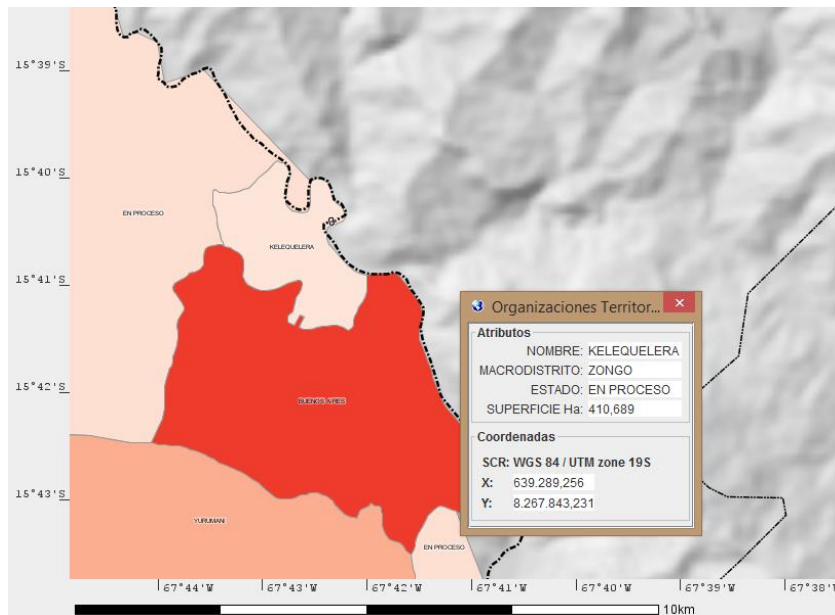 15°39'S
15°40'S
EN PROCESO
KELEQUELERA
15°41'S
Organizaciones Territor...
Atributos
NOMBRE: KELEQUELERA
MACRODISTRITO: ZONGO
ESTADO: EN PROCESO
SUPERFICIE Ha: 410,689
Coordenadas
SCR: WGS 84 / UTM zone 19S
X: 639.289,256
Y: 8.267.843,231
15°42'S
BUENOS AIRES
15°43'S
YURUMANI
EN PROCESO
67°44'W 67°43'W 67°42'W 67°41'W 67°40'W 67°39'W 67°38'W
10km